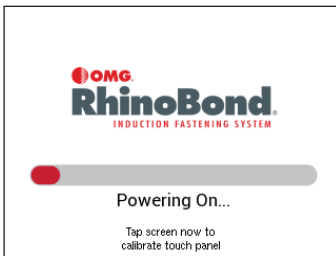 OMG.
RhinoBond.
INDUCTION FASTENING SYSTEM
Powering On...
Tap screen now to
calibrate touch panel